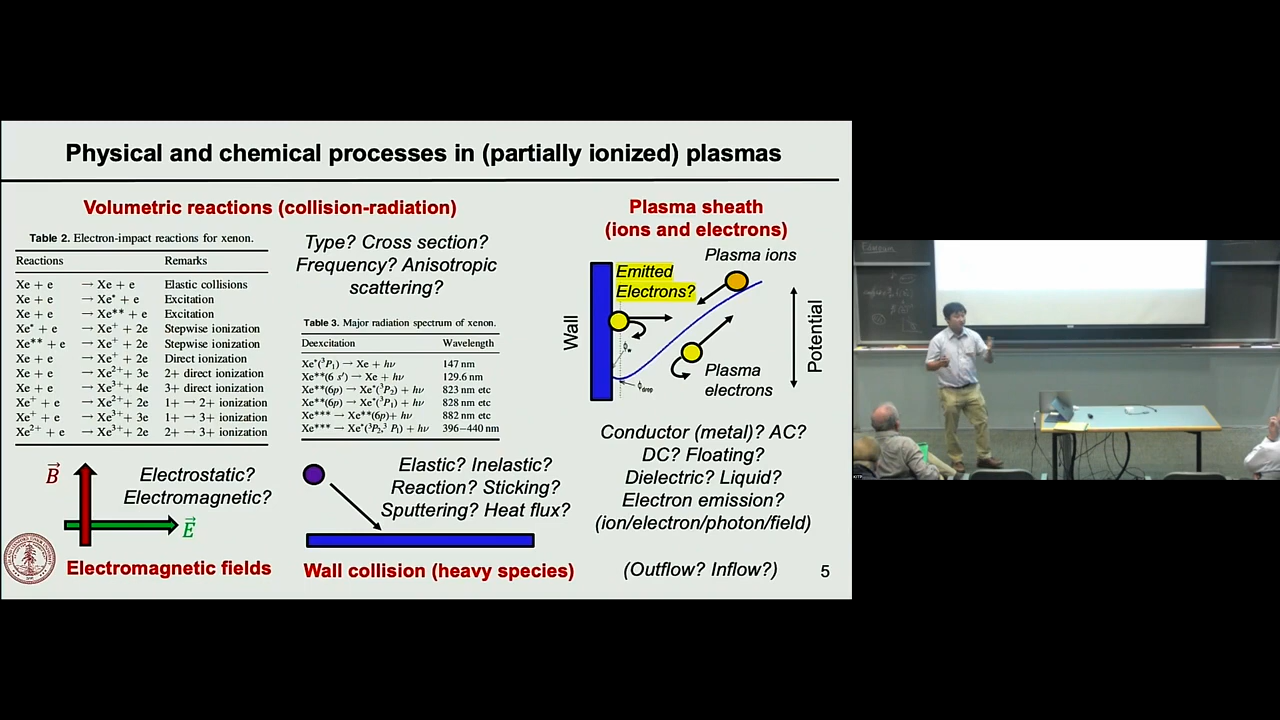 Physical and chemical processes in (partially ionized) plasmas
Volumetric reactions (collision-radiation)
Table 2. Electron-impact reactions for xenon.
Reactions Remarks
Xe + e → Xe + e Elastic collisions
Xe + e → Xe* + e Excitation
Xe + e → Xe** + e Excitation
Xe* + e → Xe⁺ + 2e Stepwise ionization
Xe** + e → Xe⁺ + 2e Stepwise ionization
Xe + e → Xe⁺ + 2e Direct ionization
Xe + e → Xe²⁺ + 3e 2+ direct ionization
Xe + e → Xe³⁺ + 4e 3+ direct ionization
Xe⁺ + e → Xe²⁺ + 2e 1+ → 2+ ionization
Xe⁺ + e → Xe³⁺ + 3e 1+ → 3+ ionization
Xe²⁺ + e → Xe³⁺ + 2e 2+ → 3+ ionization
Type? Cross section?
Frequency? Anisotropic
scattering?
Table 3. Major radiation spectrum of xenon.
Deexcitation Wavelength
Xe*(³P₁) → Xe + hν 147 nm
Xe**(6 s′) → Xe + hν 129.6 nm
Xe**(6p) → Xe*(³P₂) + hν 823 nm etc
Xe**(6p) → Xe*(³P₁) + hν 828 nm etc
Xe*** → Xe**(6p)+ hν 882 nm etc
Xe*** → Xe*(³P₂,³ P₁) + hν 396–440 nm
Plasma sheath
(ions and electrons)
Plasma ions
Emitted
Electrons?
Wall
Potential
ϕ_drop
Plasma
electrons
Conductor (metal)? AC?
DC? Floating?
Dielectric? Liquid?
Electron emission?
(ion/electron/photon/field)
(Outflow? Inflow?)
B⃗
Electrostatic?
Electromagnetic?
E⃗
Electromagnetic fields
Elastic? Inelastic?
Reaction? Sticking?
Sputtering? Heat flux?
Wall collision (heavy species)
5
KITP